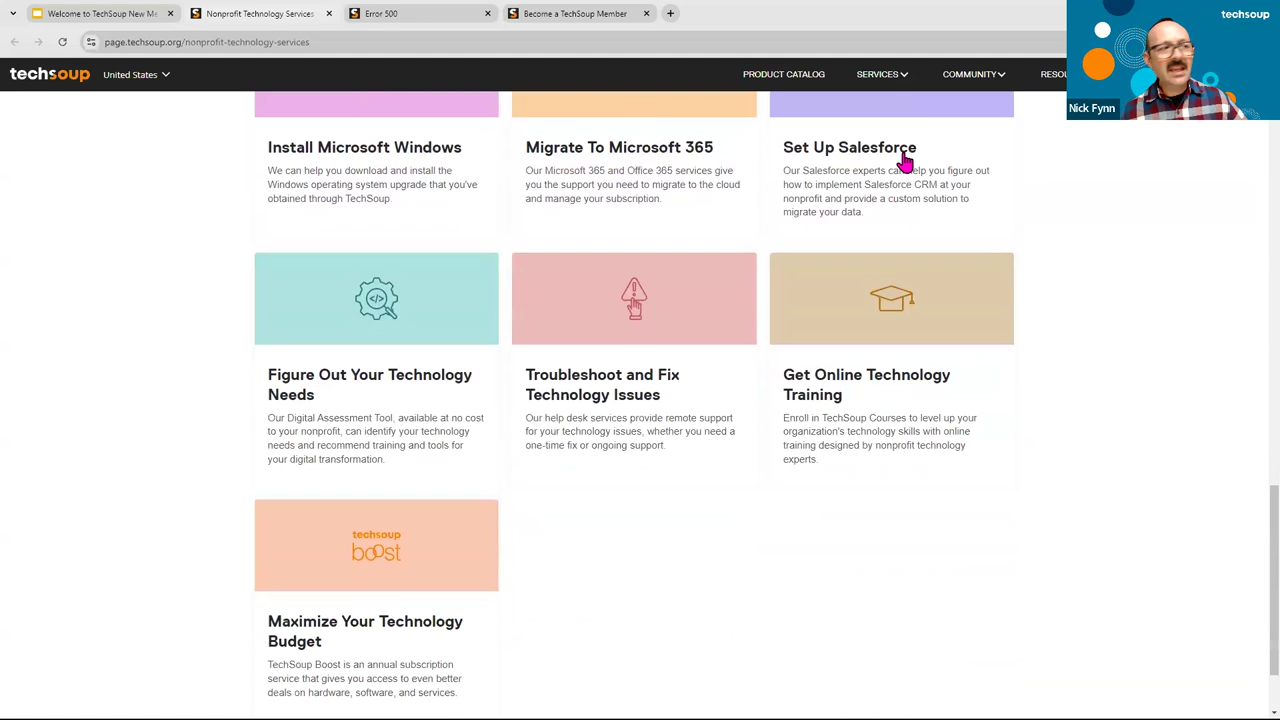 Welcome to TechSoup New Me
Nonprofit Technology Services
Error 500
Become a TechSoup Member
page.techsoup.org/nonprofit-technology-services
techsoup
Nick Fynn
techsoup
United States
PRODUCT CATALOG
SERVICES
COMMUNITY
RESOU
Install Microsoft Windows
We can help you download and install the
Windows operating system upgrade that you've
obtained through TechSoup.
Migrate To Microsoft 365
Our Microsoft 365 and Office 365 services give
you the support you need to migrate to the cloud
and manage your subscription.
Set Up Salesforce
Our Salesforce experts can help you figure out
how to implement Salesforce CRM at your
nonprofit and provide a custom solution to
migrate your data.
Figure Out Your Technology
Needs
Our Digital Assessment Tool, available at no cost
to your nonprofit, can identify your technology
needs and recommend training and tools for
your digital transformation.
Troubleshoot and Fix
Technology Issues
Our help desk services provide remote support
for your technology issues, whether you need a
one-time fix or ongoing support.
Get Online Technology
Training
Enroll in TechSoup Courses to level up your
organization's technology skills with online
training designed by nonprofit technology
experts.
techsoup
boost
Maximize Your Technology
Budget
TechSoup Boost is an annual subscription
service that gives you access to even better
deals on hardware, software, and services.